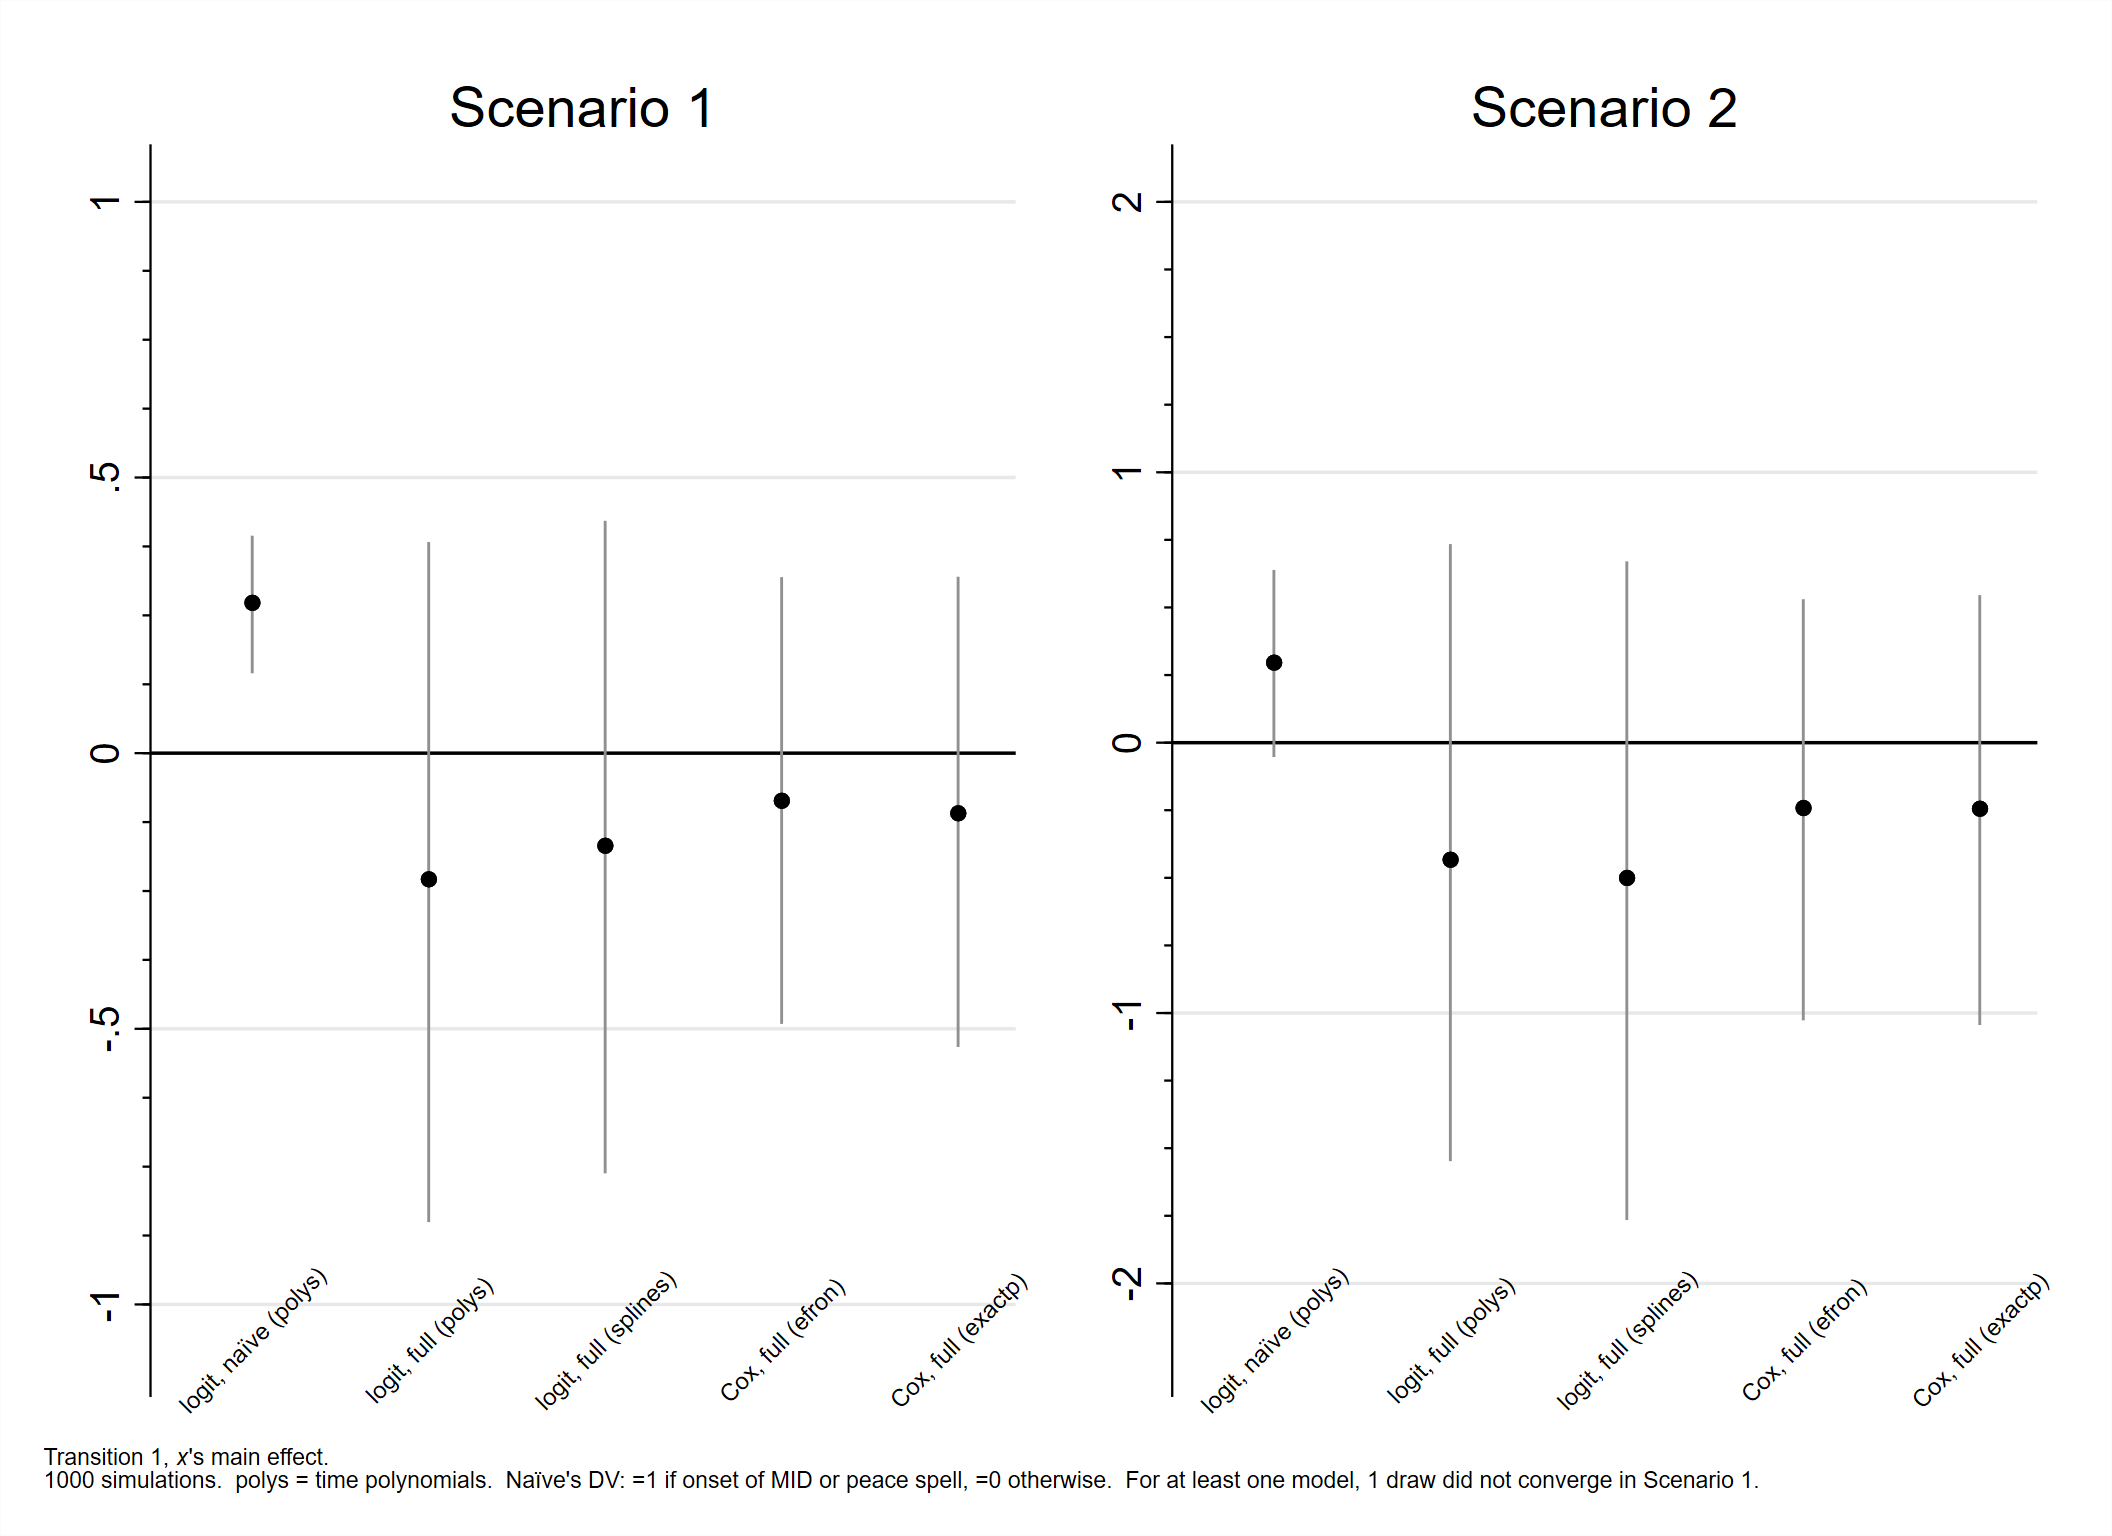 Scenario 1
1
.5
0
-.5
-1
logit, naïve (polys)
logit, full (polys)
logit, full (splines)
Cox, full (efron)
Cox, full (exactp)
Scenario 2
2
1
0
-1
-2
logit, naïve (polys)
logit, full (polys)
logit, full (splines)
Cox, full (efron)
Cox, full (exactp)
Transition 1, x's main effect.
1000 simulations.  polys = time polynomials.  Naïve's DV: =1 if onset of MID or peace spell, =0 otherwise.  For at least one model, 1 draw did not converge in Scenario 1.